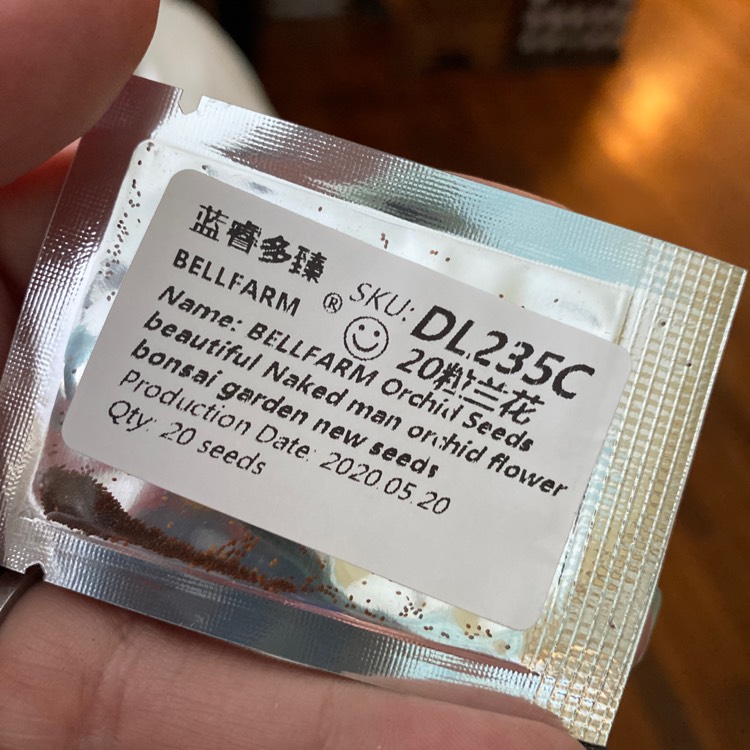 蓝睿多臻
BELLFARM ® SKU: DL235C
20粒兰花
Name: BELLFARM Orchid Seeds
beautiful Naked man orchid flower
bonsai garden new seeds
Production Date: 2020.05.20
Qty: 20 seeds